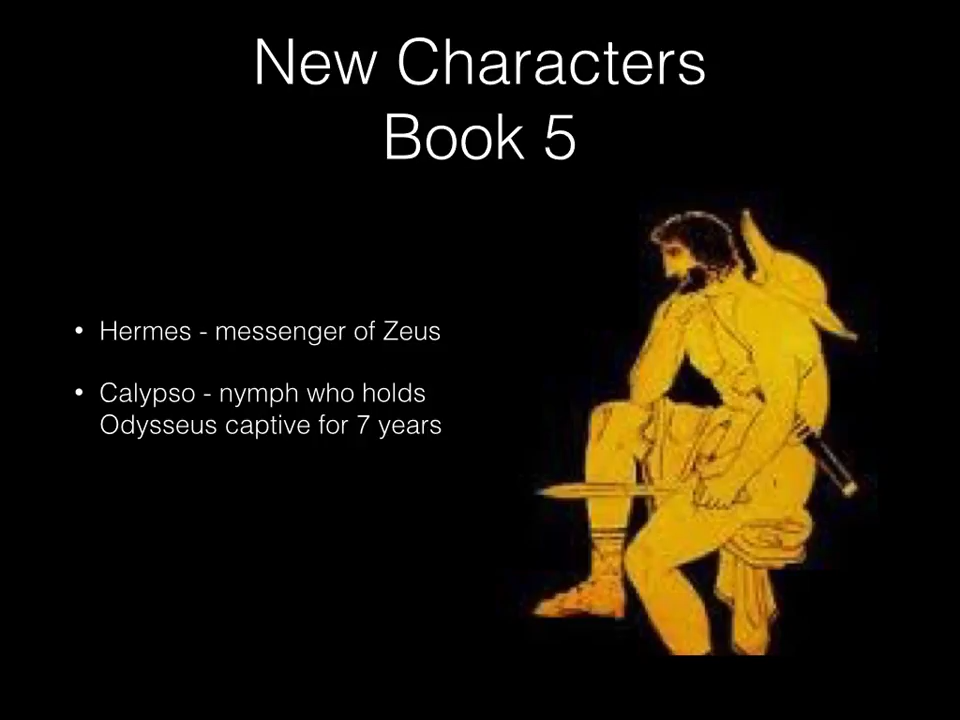 New Characters
Book 5
• Hermes - messenger of Zeus
• Calypso - nymph who holds
Odysseus captive for 7 years